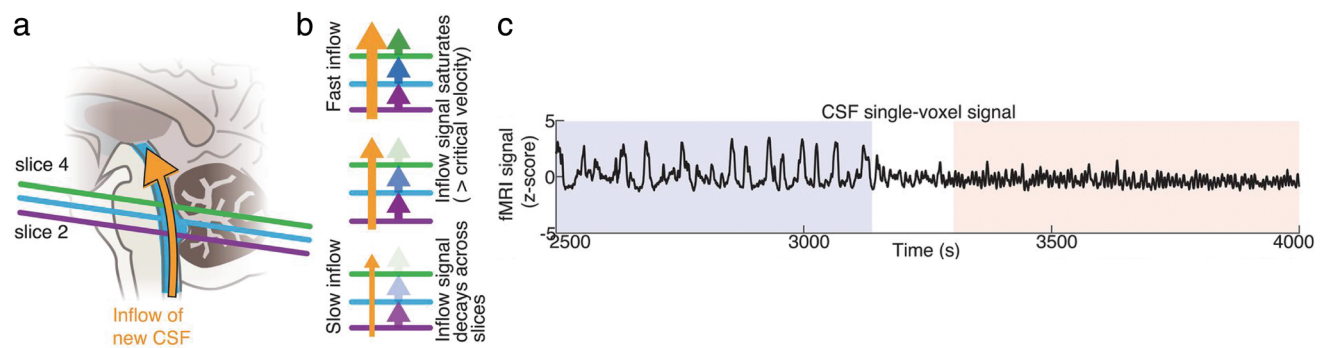 a
slice 4
slice 2
Inflow of
new CSF
b
Fast inflow
Slow inflow
Inflow signal saturates
( > critical velocity)
Inflow signal
decays across
slices
c
CSF single-voxel signal
fMRI signal
(z-score)
5
0
-5
2500
3000
3500
4000
Time (s)